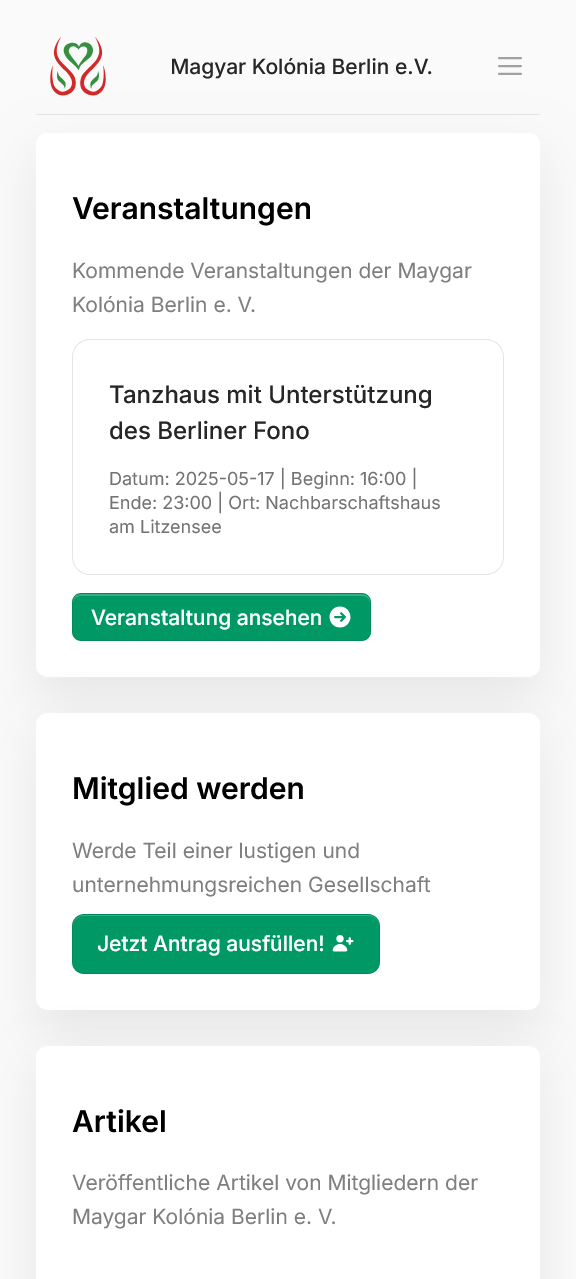 Magyar Kolónia Berlin e.V.
Veranstaltungen
Kommende Veranstaltungen der Maygar
Kolónia Berlin e. V.
Tanzhaus mit Unterstützung
des Berliner Fono
Datum: 2025-05-17 | Beginn: 16:00 |
Ende: 23:00 | Ort: Nachbarschaftshaus
am Litzensee
Veranstaltung ansehen
Mitglied werden
Werde Teil einer lustigen und
unternehmungsreichen Gesellschaft
Jetzt Antrag ausfüllen!
Artikel
Veröffentliche Artikel von Mitgliedern der
Maygar Kolónia Berlin e. V.